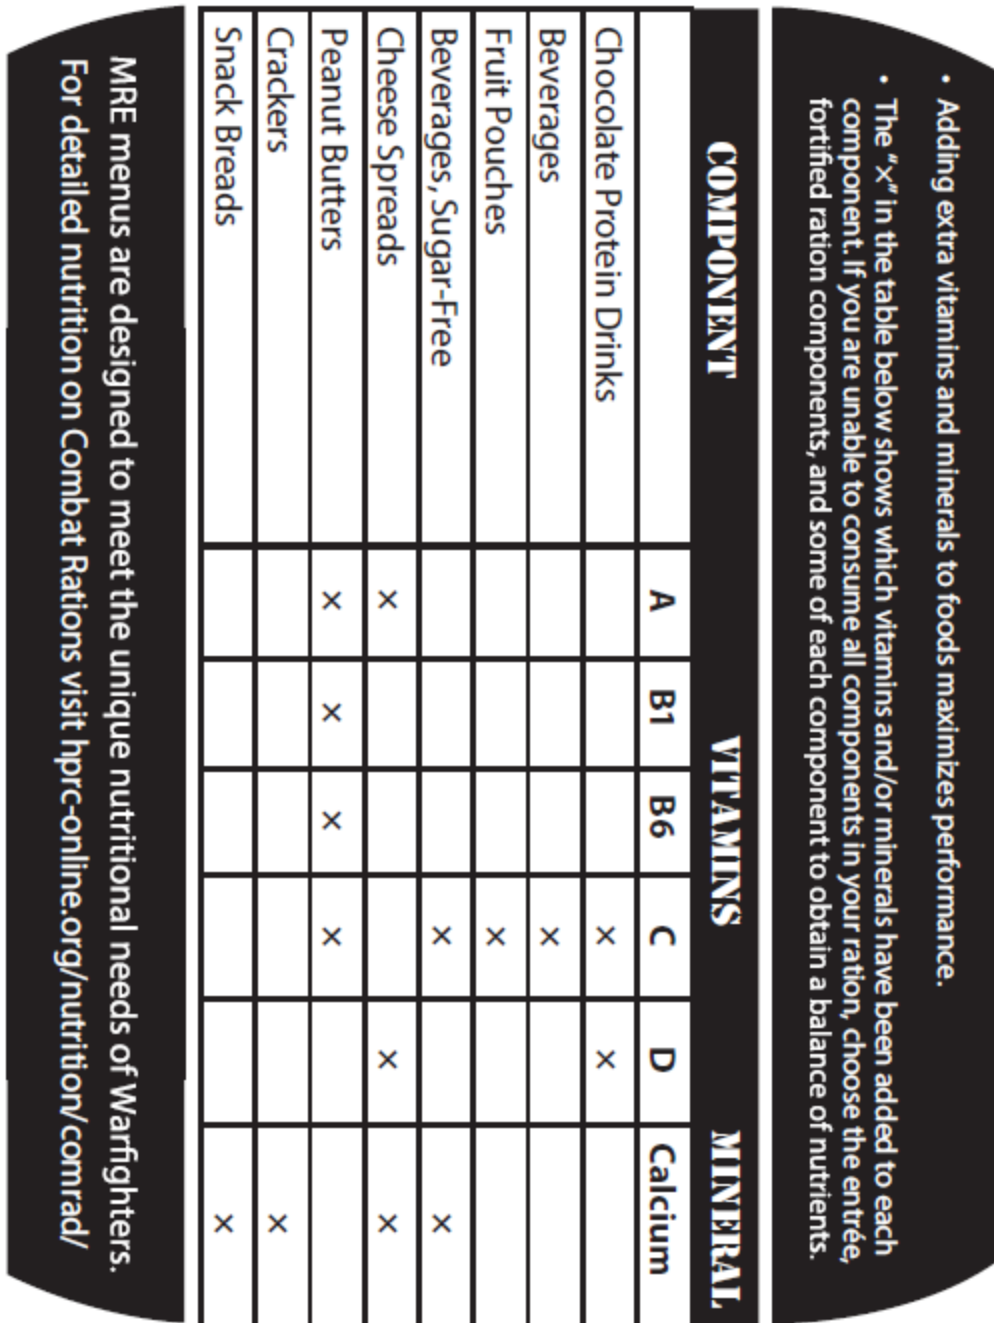 • Adding extra vitamins and minerals to foods maximizes performance.
• The “x” in the table below shows which vitamins and/or minerals have been added to each
component. If you are unable to consume all components in your ration, choose the entrée,
fortified ration components, and some of each component to obtain a balance of nutrients.
COMPONENT VITAMINS MINERAL
A B1 B6 C D Calcium
Chocolate Protein Drinks × ×
Beverages ×
Fruit Pouches ×
Beverages, Sugar-Free × ×
Cheese Spreads × × ×
Peanut Butters × × × ×
Crackers ×
Snack Breads ×
MRE menus are designed to meet the unique nutritional needs of Warfighters.
For detailed nutrition on Combat Rations visit hprc-online.org/nutrition/comrad/